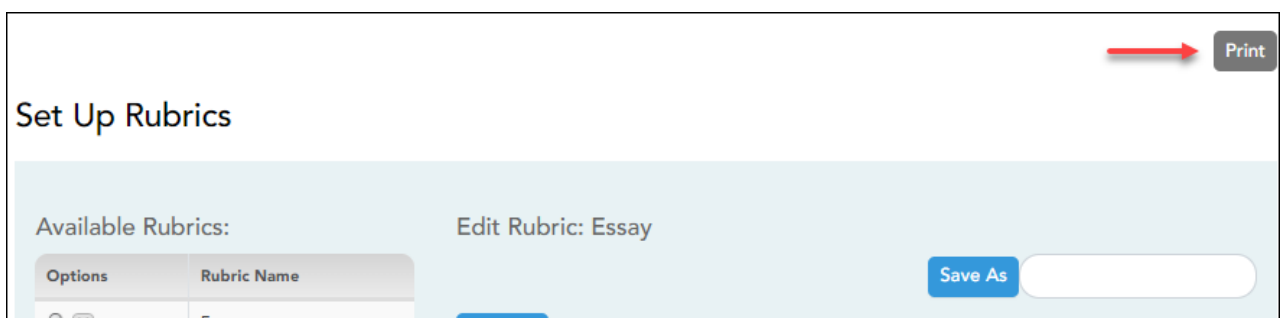 Print
Set Up Rubrics
Available Rubrics:
Edit Rubric: Essay
Options Rubric Name
Save As